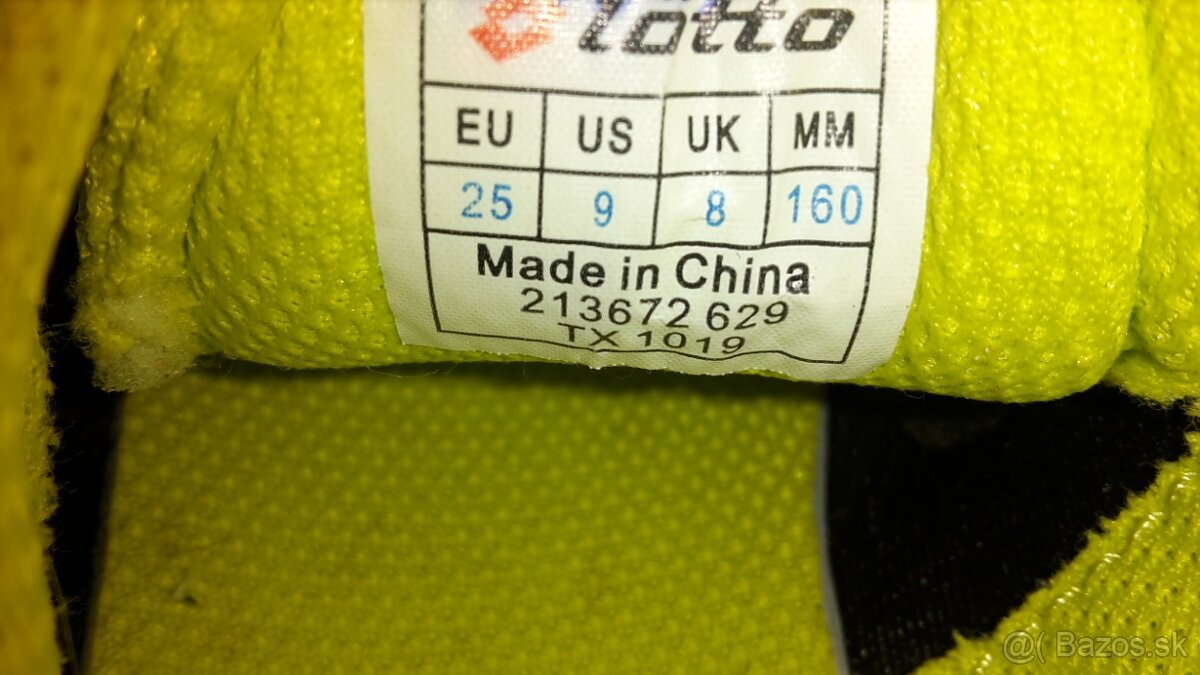 lotto
EU US UK MM
25 9 8 160
Made in China
213672 629
TX 1019
@( Bazos.sk